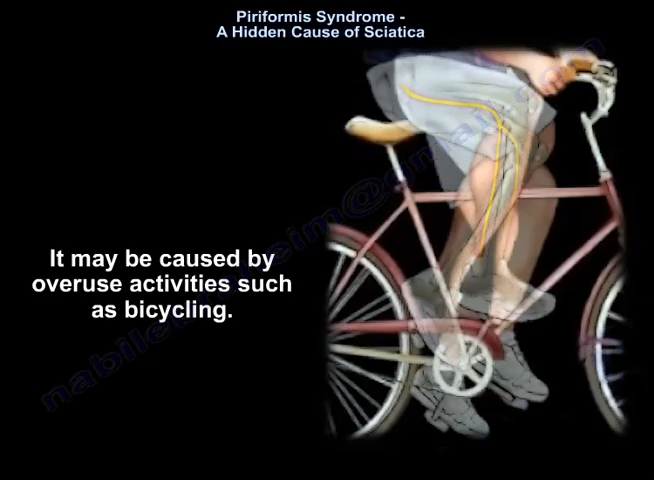 Piriformis Syndrome -
A Hidden Cause of Sciatica
It may be caused by
overuse activities such
as bicycling.